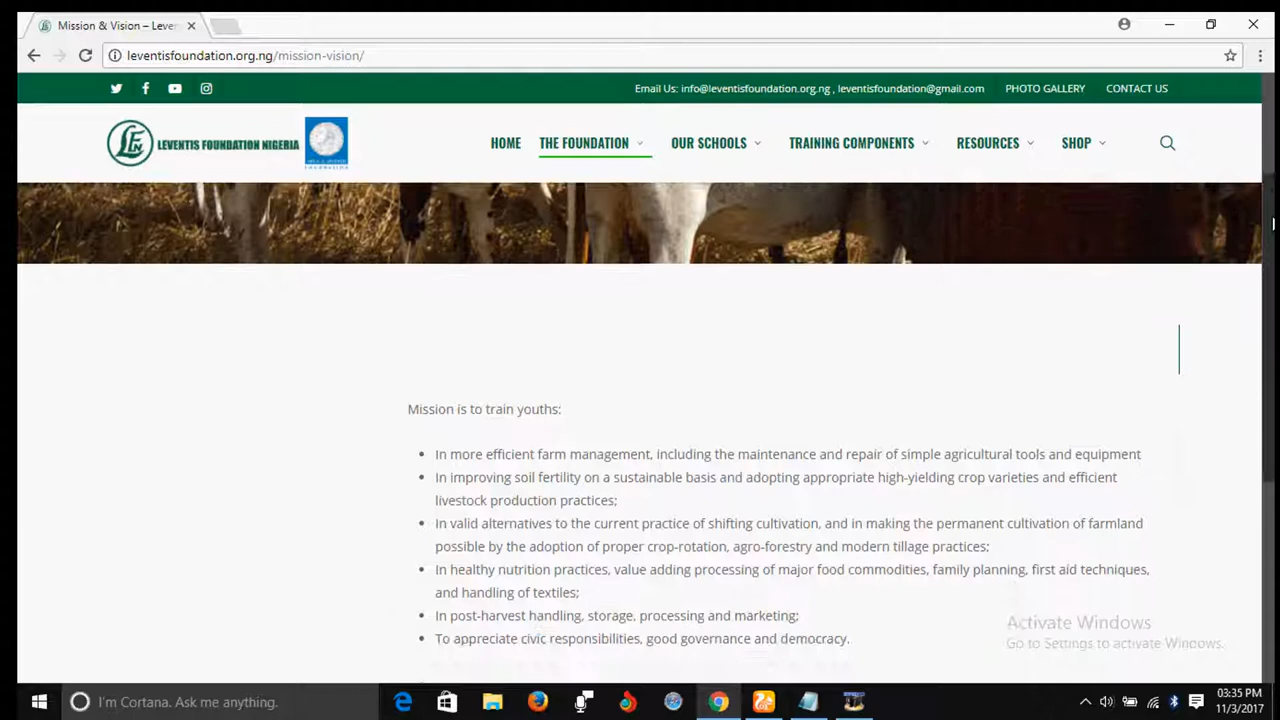 Mission & Vision – Leve
leventisfoundation.org.ng/mission-vision/
Email Us: info@leventisfoundation.org.ng , leventisfoundation@gmail.com PHOTO GALLERY CONTACT US
LEVENTIS FOUNDATION NIGERIA
HOME THE FOUNDATION OUR SCHOOLS TRAINING COMPONENTS RESOURCES SHOP
Mission is to train youths:
• In more efficient farm management, including the maintenance and repair of simple agricultural tools and equipment
• In improving soil fertility on a sustainable basis and adopting appropriate high-yielding crop varieties and efficient
livestock production practices;
• In valid alternatives to the current practice of shifting cultivation, and in making the permanent cultivation of farmland
possible by the adoption of proper crop-rotation, agro-forestry and modern tillage practices;
• In healthy nutrition practices, value adding processing of major food commodities, family planning, first aid techniques,
and handling of textiles;
• In post-harvest handling, storage, processing and marketing;
• To appreciate civic responsibilities, good governance and democracy.
Activate Windows
Go to Settings to activate Windows.
I'm Cortana. Ask me anything.
03:35 PM
11/3/2017